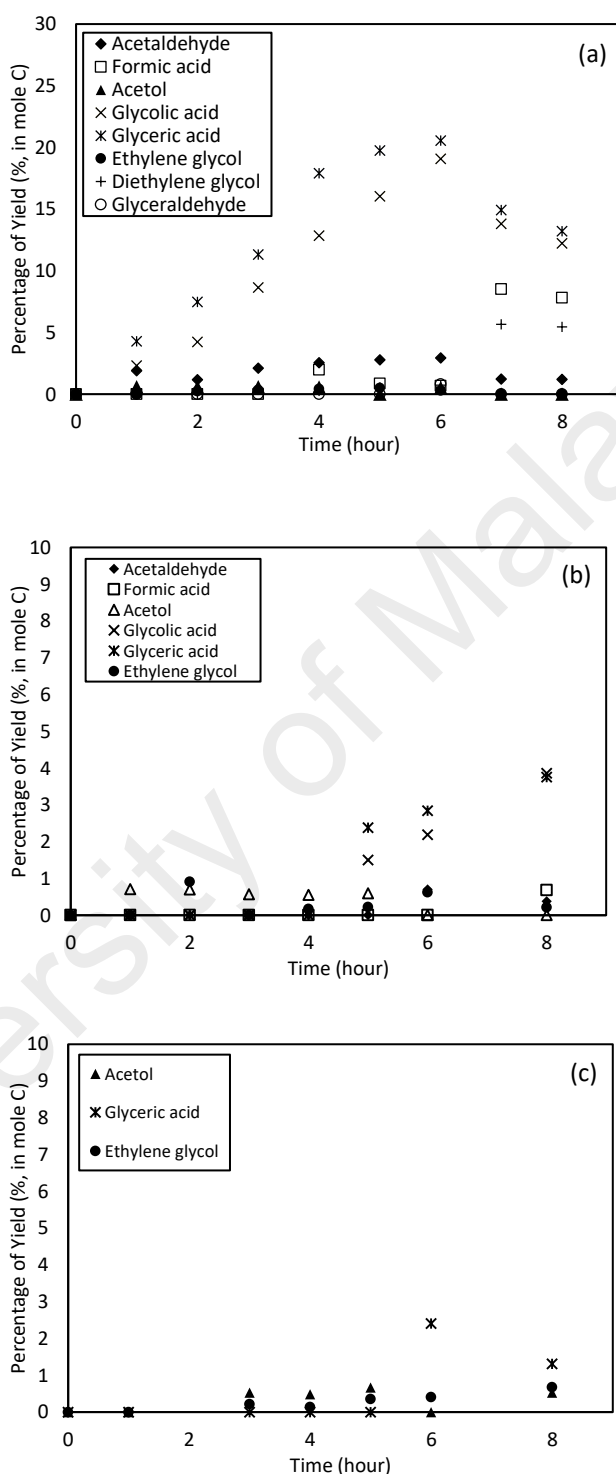 30
25
20
15
10
5
0
Percentage of Yield (%, in mole C)
Acetaldehyde
Formic acid
Acetol
Glycolic acid
Glyceric acid
Ethylene glycol
Diethylene glycol
Glyceraldehyde
(a)
0 2 4 6 8
Time (hour)
10
9
8
7
6
5
4
3
2
1
0
Percentage of Yield (%, in mole C)
Acetaldehyde
Formic acid
Acetol
Glycolic acid
Glyceric acid
Ethylene glycol
(b)
0 2 4 6 8
Time (hour)
10
9
8
7
6
5
4
3
2
1
0
Percentage of Yield (%, in mole C)
Acetol
Glyceric acid
Ethylene glycol
(c)
0 2 4 6 8
Time (hour)
ersity of Mala